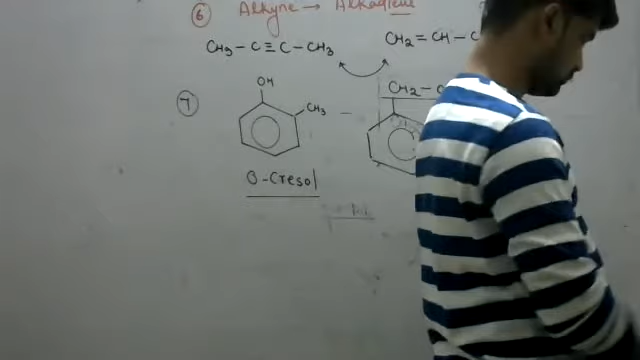 ⑥ Alkyne → Alkadiene
CH₃ – C ≡ C – CH₃
CH₂ = CH – C
⑦
OH
CH₃
CH₂ – C
O-Cresol